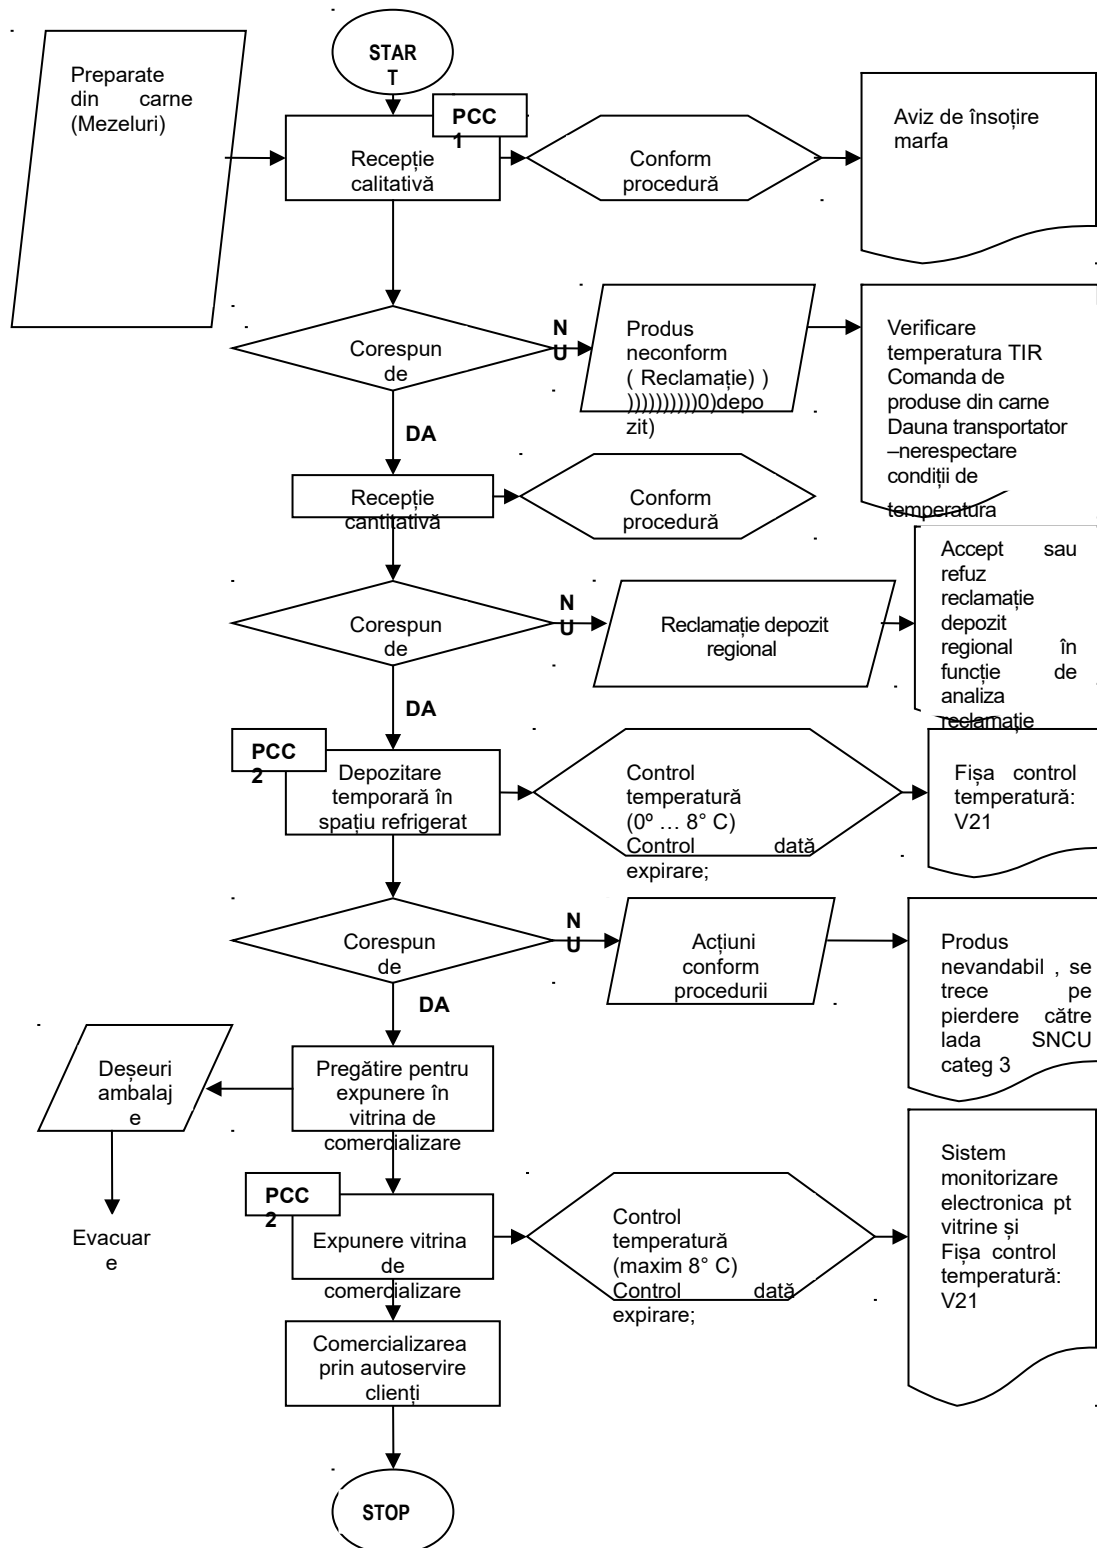 STAR
T
Preparate
din carne
(Mezeluri)
PCC
1
Recepție
calitativă
Conform
procedură
Aviz de însoțire
marfa
Corespun
de
N
U
Produs
neconform
( Reclamație) )
))))))))))0)depo
zit)
Verificare
temperatura TIR
Comanda de
produse din carne
Dauna transportator
–nerespectare
condiții de
temperatura
DA
Recepție
cantitativă
Conform
procedură
Corespun
de
N
U
Reclamație depozit
regional
Accept sau
refuz
reclamație
depozit
regional în
funcție de
analiza
reclamație
DA
PCC
2
Depozitare
temporară în
spațiu refrigerat
Control
temperatură
(0º … 8° C)
Control dată
expirare;
Fișa control
temperatură:
V21
Corespun
de
N
U
Acțiuni
conform
procedurii
Produs
nevandabil , se
trece pe
pierdere către
lada SNCU
categ 3
DA
Deșeuri
ambalaj
e
Pregătire pentru
expunere în
vitrina de
comercializare
Evacuar
e
PCC
2
Expunere vitrina
de
comercializare
Control
temperatură
(maxim 8° C)
Control dată
expirare;
Sistem
monitorizare
electronica pt
vitrine și
Fișa control
temperatură:
V21
Comercializarea
prin autoservire
clienți
STOP